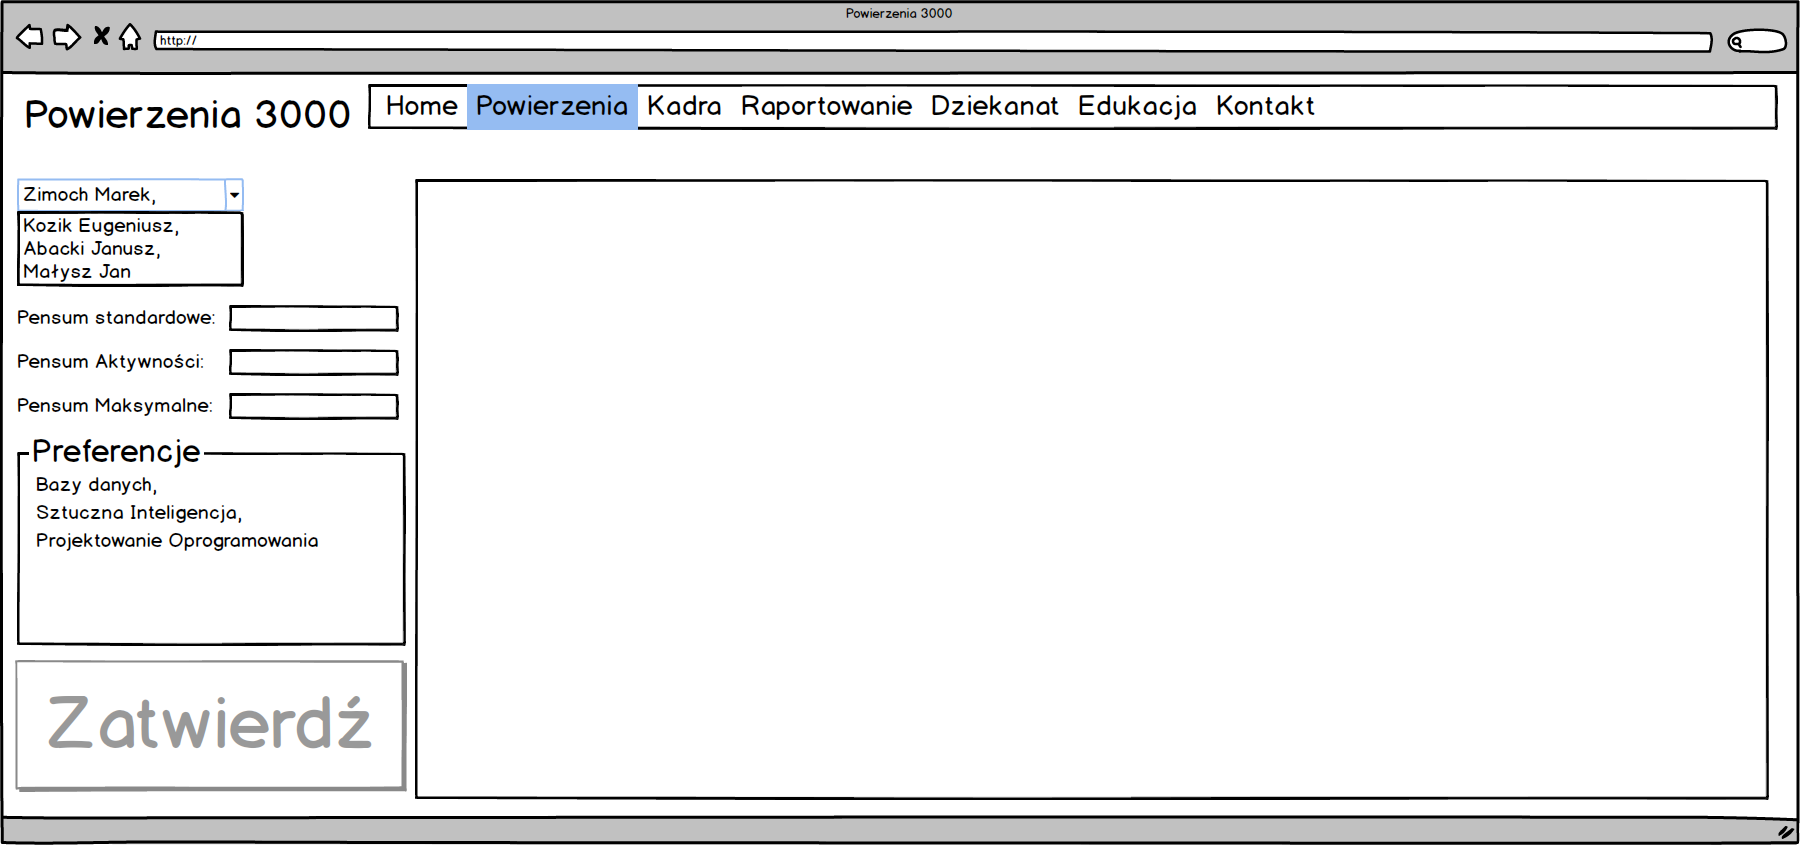 Powierzenia 3000
http://
Powierzenia 3000
Home Powierzenia Kadra Raportowanie Dziekanat Edukacja Kontakt
Zimoch Marek,
Kozik Eugeniusz,
Abacki Janusz,
Małysz Jan
Pensum standardowe:
Pensum Aktywności:
Pensum Maksymalne:
Preferencje
Bazy danych,
Sztuczna Inteligencja,
Projektowanie Oprogramowania
Zatwierdź